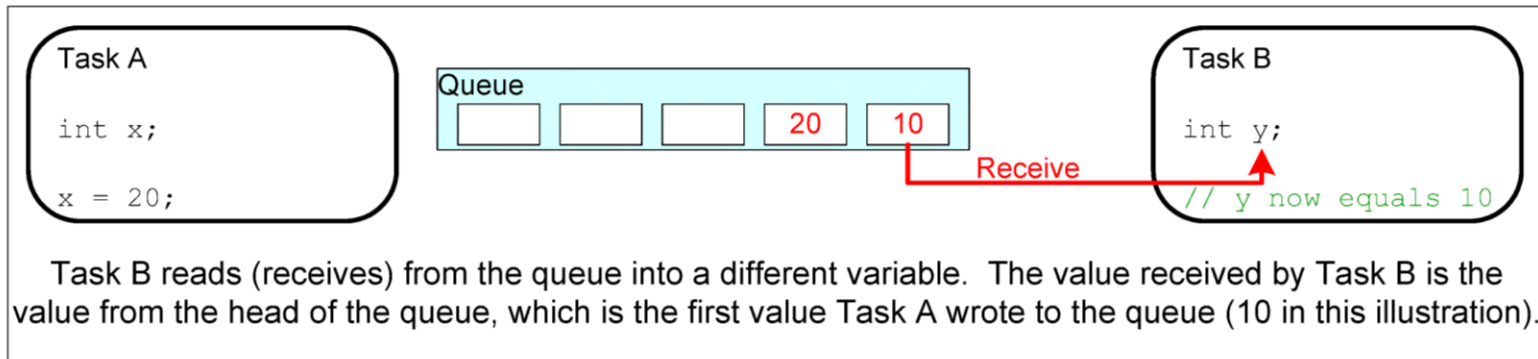 Task A
int x;
x = 20;
Queue
20
10
Receive
Task B
int y;
// y now equals 10
Task B reads (receives) from the queue into a different variable.  The value received by Task B is the
value from the head of the queue, which is the first value Task A wrote to the queue (10 in this illustration).